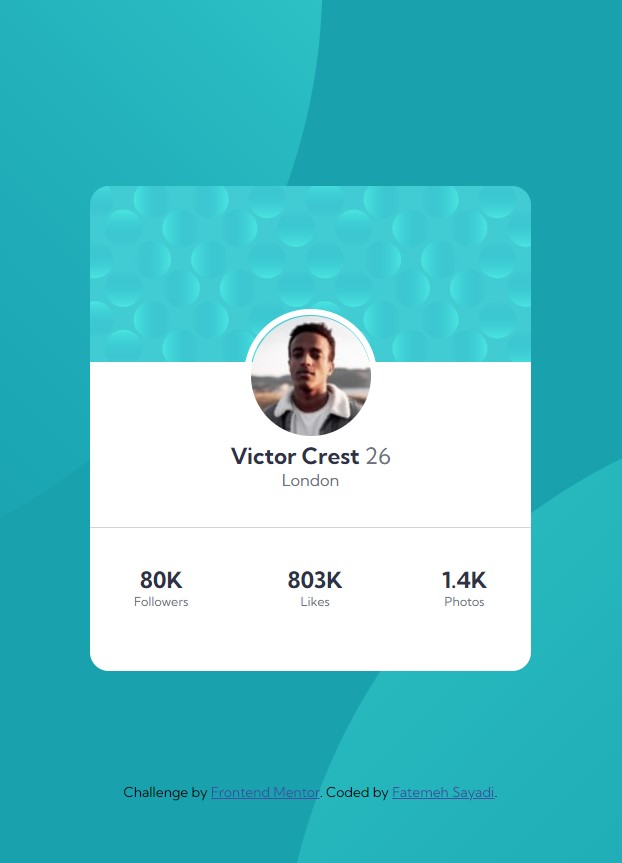 Victor Crest 26
London
80K 803K 1.4K
Followers Likes Photos
Challenge by Frontend Mentor. Coded by Fatemeh Sayadi.